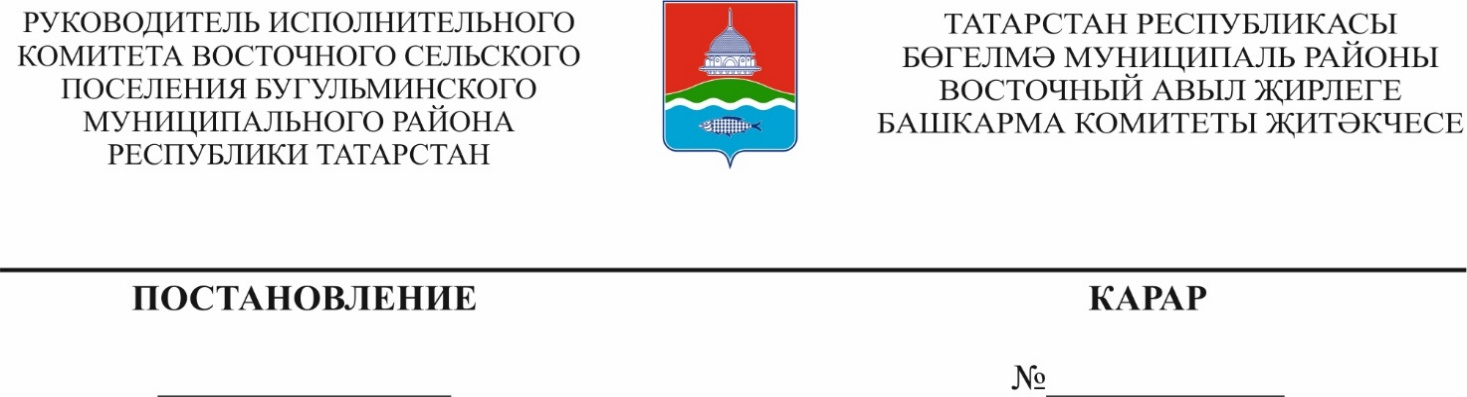 РУКОВОДИТЕЛЬ ИСПОЛНИТЕЛЬНОГО
КОМИТЕТА ВОСТОЧНОГО СЕЛЬСКОГО
ПОСЕЛЕНИЯ БУГУЛЬМИНСКОГО
МУНИЦИПАЛЬНОГО РАЙОНА
РЕСПУБЛИКИ ТАТАРСТАН
ТАТАРСТАН РЕСПУБЛИКАСЫ
БӨГЕЛМӘ МУНИЦИПАЛЬ РАЙОНЫ
ВОСТОЧНЫЙ АВЫЛ ҖИРЛЕГЕ
БАШКАРМА КОМИТЕТЫ ҖИТӘКЧЕСЕ
ПОСТАНОВЛЕНИЕ
КАРАР
№